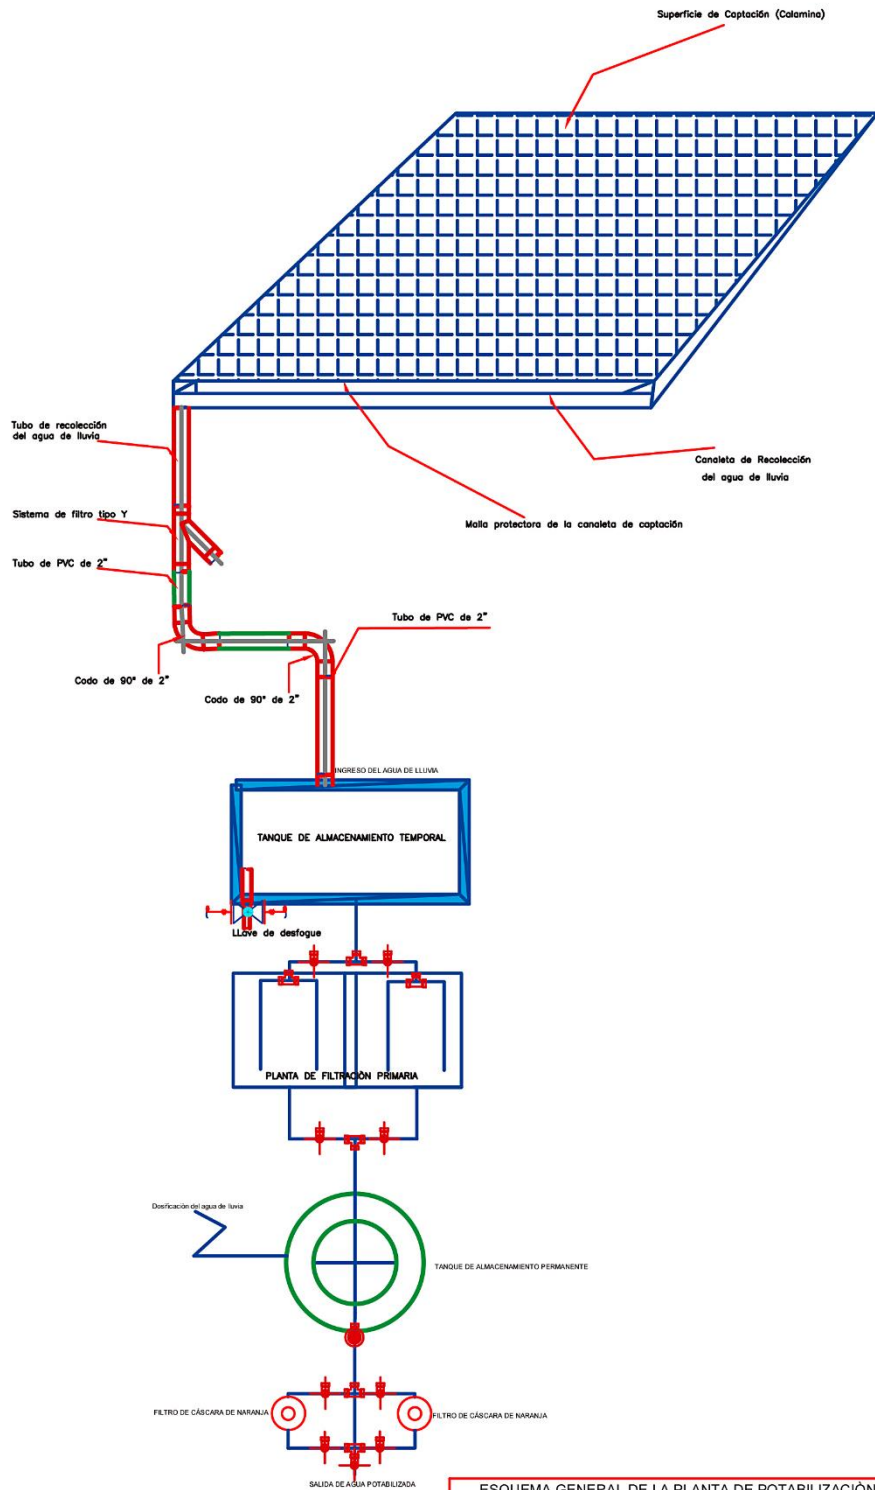 Superficie de Captación (Calamina)
Tubo de recolección
del agua de lluvia
Canaleta de Recolección
del agua de lluvia
Sistema de filtro tipo Y
Malla protectora de la canaleta de captación
Tubo de PVC de 2"
Tubo de PVC de 2"
Codo de 90° de 2"
Codo de 90° de 2"
INGRESO DEL AGUA DE LLUVIA
TANQUE DE ALMACENAMIENTO TEMPORAL
LLave de desfogue
PLANTA DE FILTRACIÒN PRIMARIA
Dosificación del agua de lluvia
TANQUE DE ALMACENAMIENTO PERMANENTE
FILTRO DE CÁSCARA DE NARANJA
FILTRO DE CÁSCARA DE NARANJA
SALIDA DE AGUA POTABILIZADA
ESQUEMA GENERAL DE LA PLANTA DE POTABILIZACIÒN